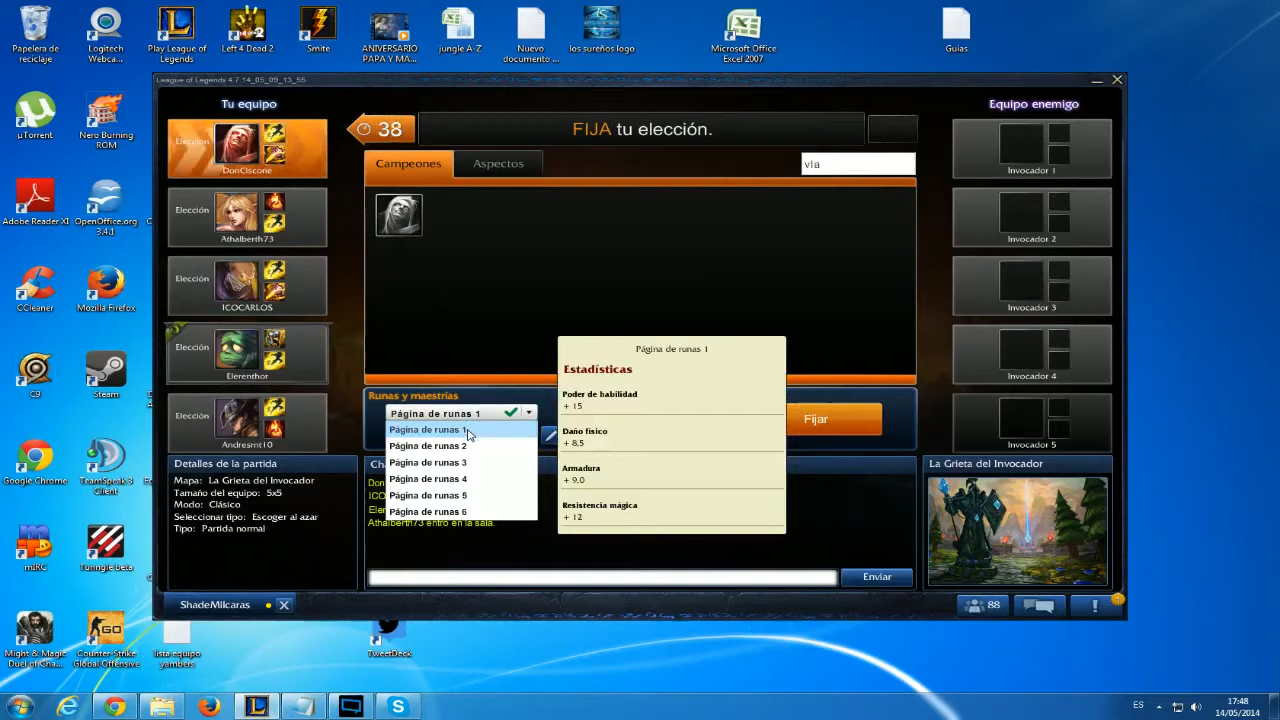 Papelera de
reciclaje
Logitech
Webca...
Play League of
Legends
Left 4 Dead 2
Smite
ANIVERSARIO
PAPA Y MA...
jungle A-Z
Nuevo
documento ...
los sureños logo
Microsoft Office
Excel 2007
Guias
League of Legends 4.7.14_05_09_13_55
µTorrent
Nero Burning
ROM
Adobe Reader XI
OpenOffice.org
3.4.1
CCleaner
Mozilla Firefox
C9
Steam
Google Chrome
TeamSpeak 3
Client
mIRC
Tunngle beta
Might & Magic
Duel of Cha...
Counter-Strike
Global Offensive
lista equipo
yambers
TweetDeck
Tu equipo
Elección
DonCiscone
Elección
Athalberth73
Elección
ICOCARLOS
Elección
Elerenthor
Elección
Andresmt10
38
FIJA tu elección.
Campeones
Aspectos
vla
Runas y maestrías
Página de runas 1
Página de runas 1
Página de runas 2
Página de runas 3
Página de runas 4
Página de runas 5
Página de runas 6
Página de runas 1
Estadísticas
Poder de habilidad
+ 15
Daño físico
+ 8,5
Armadura
+ 9,0
Resistencia mágica
+ 12
Fijar
Che
Don
ICO
Eler
Athalberth73 entró en la sala.
Enviar
Equipo enemigo
Invocador 1
Invocador 2
Invocador 3
Invocador 4
Invocador 5
Detalles de la partida
Mapa: La Grieta del Invocador
Tamaño del equipo: 5x5
Modo: Clásico
Seleccionar tipo: Escoger al azar
Tipo: Partida normal
La Grieta del Invocador
ShadeMilcaras
88
ES
17:48
14/05/2014